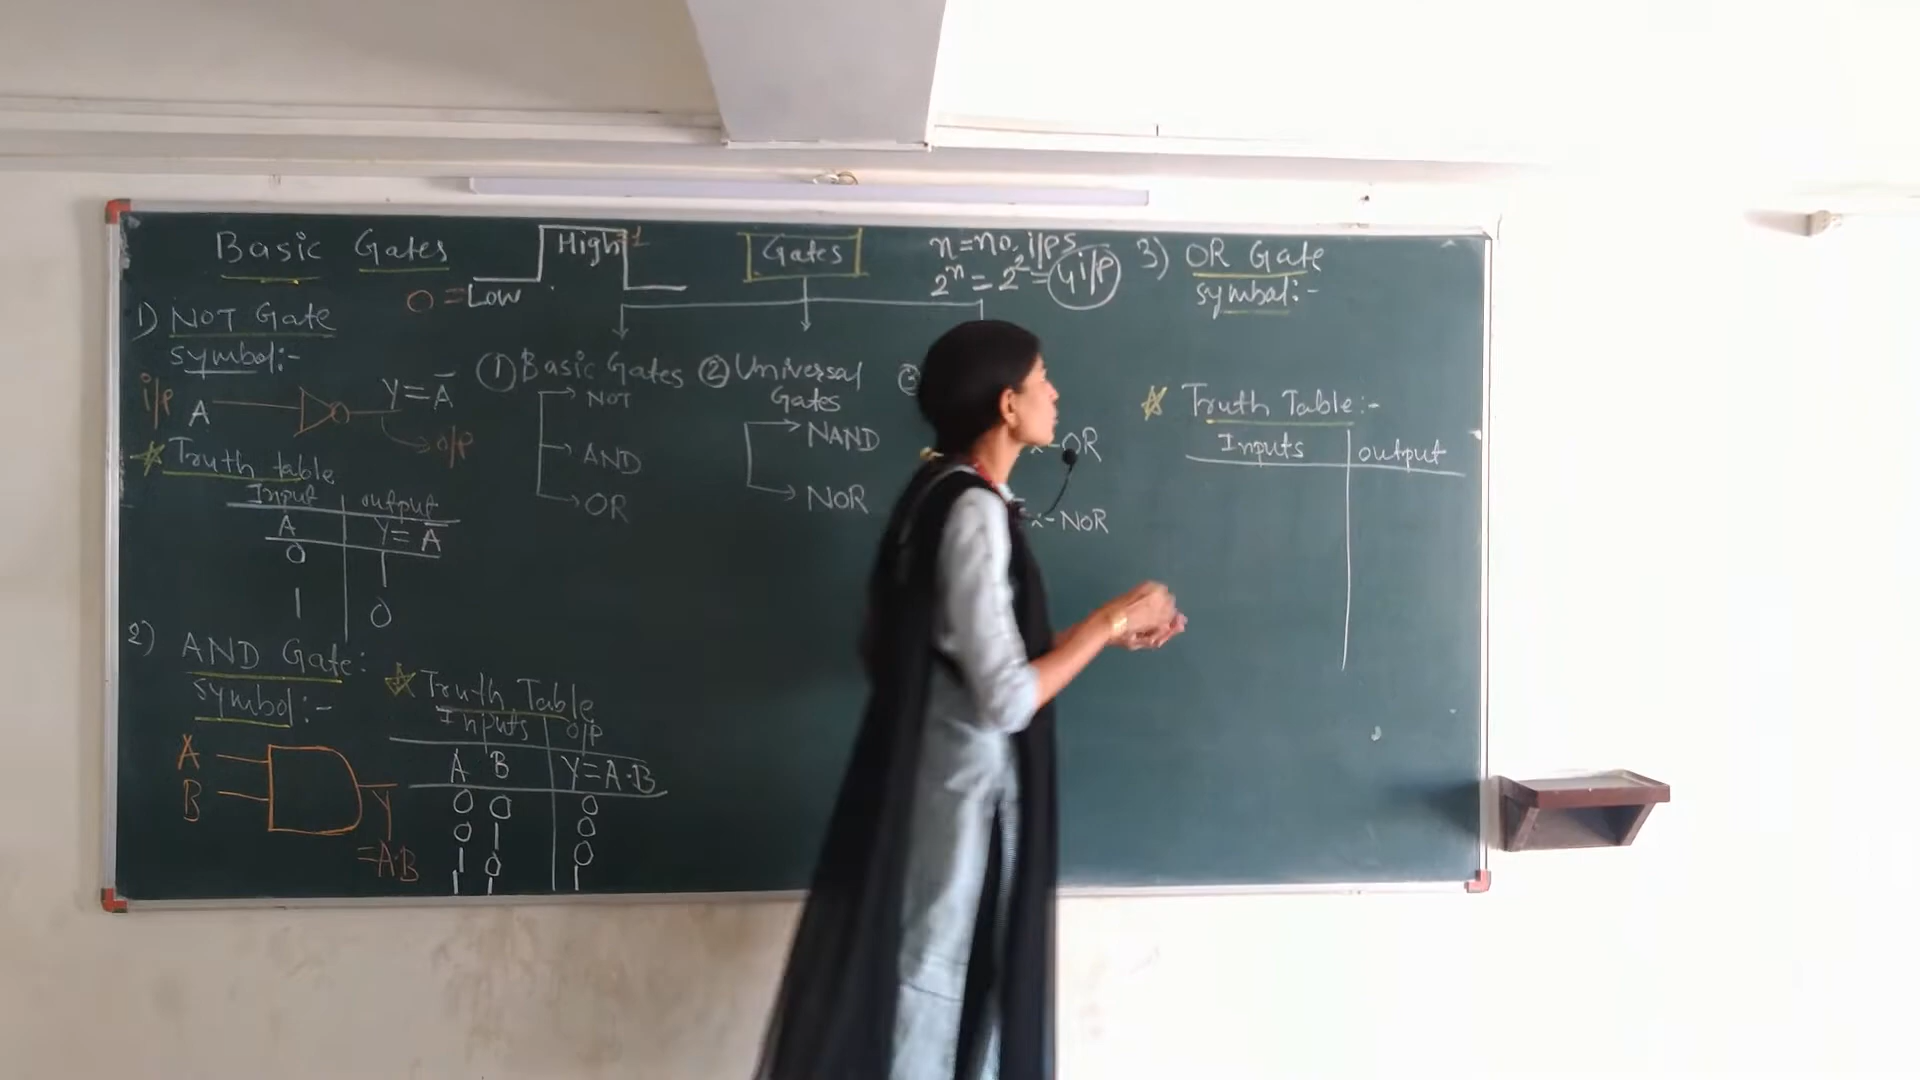 Basic Gates
High = 1
0 = Low
1) NOT Gate
symbol:-
i/p
A
Y = A̅
o/p
Truth table
Input output
A Y = A̅
0 1
1 0
2) AND Gate:
symbol:-
A
B
Y
=A·B
Truth Table
Inputs o/p
A B Y=A·B
0 0 0
0 1 0
1 0 0
1 1 1
Gates
① Basic Gates
NOT
AND
OR
② Universal
Gates
NAND
NOR
③
x-OR
x-NOR
n=no. i/ps
2ⁿ = 2² = 4 i/p
3) OR Gate
symbol:-
Truth Table:-
Inputs output